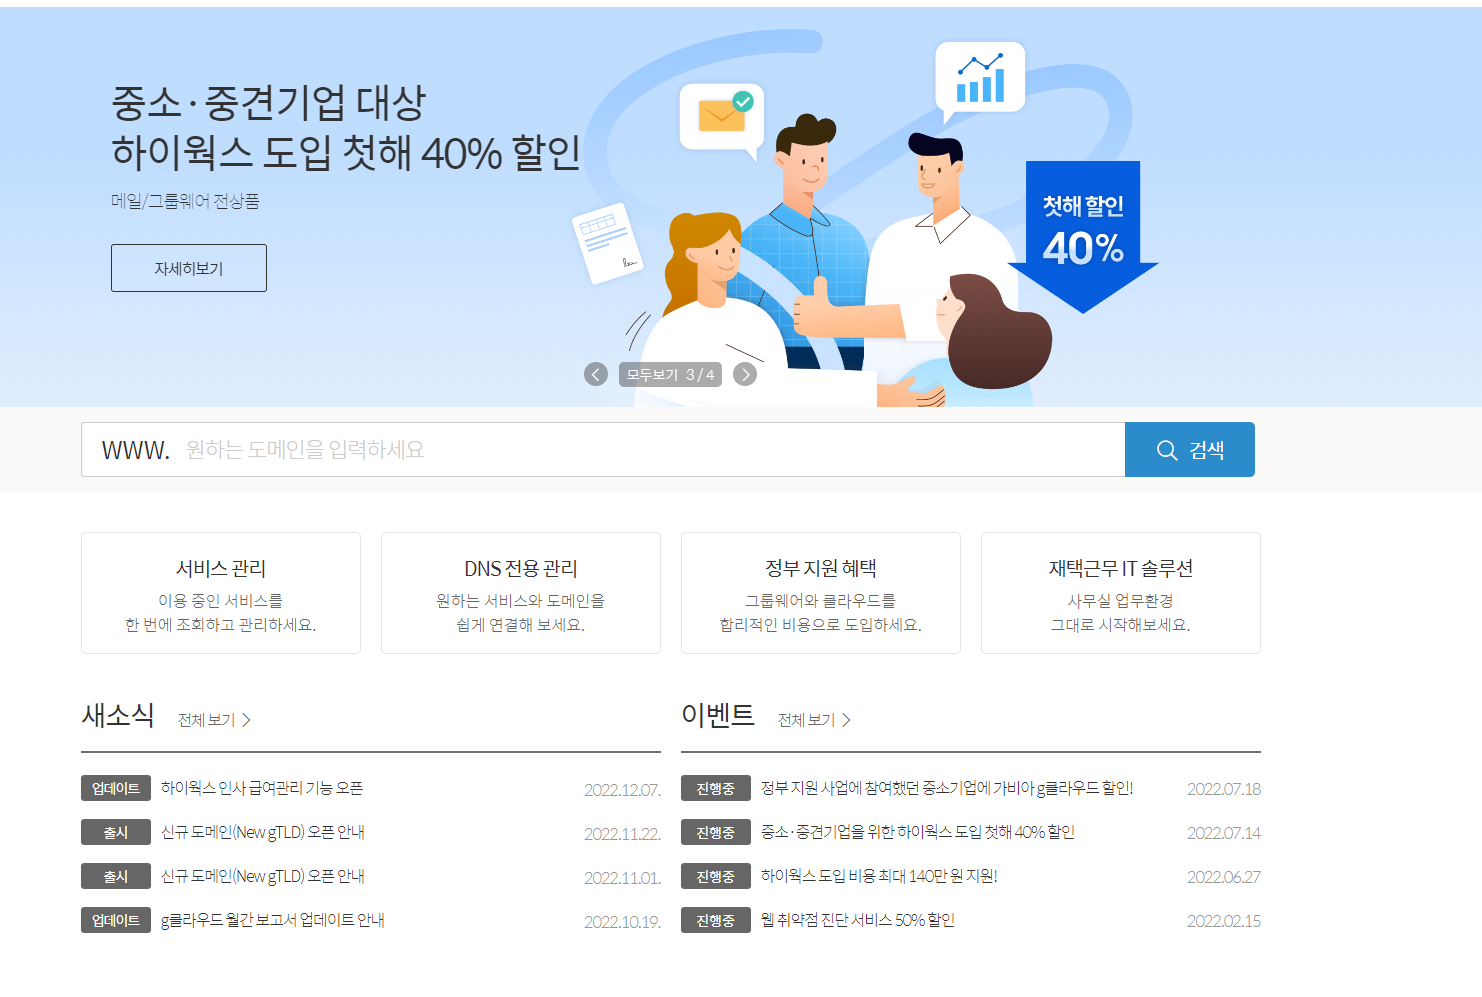 중소 · 중견기업 대상
하이웍스 도입 첫해 40% 할인
메일/그룹웨어 전상품
자세히보기
첫해 할인
40%
모두보기 3 / 4
WWW. 원하는 도메인을 입력하세요
검색
서비스 관리
이용 중인 서비스를
한 번에 조회하고 관리하세요.
DNS 전용 관리
원하는 서비스와 도메인을
쉽게 연결해 보세요.
정부 지원 혜택
그룹웨어와 클라우드를
합리적인 비용으로 도입하세요.
재택근무 IT 솔루션
사무실 업무환경
그대로 시작해보세요.
새소식 전체 보기
업데이트 하이웍스 인사 급여관리 기능 오픈 2022.12.07.
출시 신규 도메인(New gTLD) 오픈 안내 2022.11.22.
출시 신규 도메인(New gTLD) 오픈 안내 2022.11.01.
업데이트 g클라우드 월간 보고서 업데이트 안내 2022.10.19.
이벤트 전체 보기
진행중 정부 지원 사업에 참여했던 중소기업에 가비아 g클라우드 할인! 2022.07.18
진행중 중소·중견기업을 위한 하이웍스 도입 첫해 40% 할인 2022.07.14
진행중 하이웍스 도입 비용 최대 140만 원 지원! 2022.06.27
진행중 웹 취약점 진단 서비스 50% 할인 2022.02.15